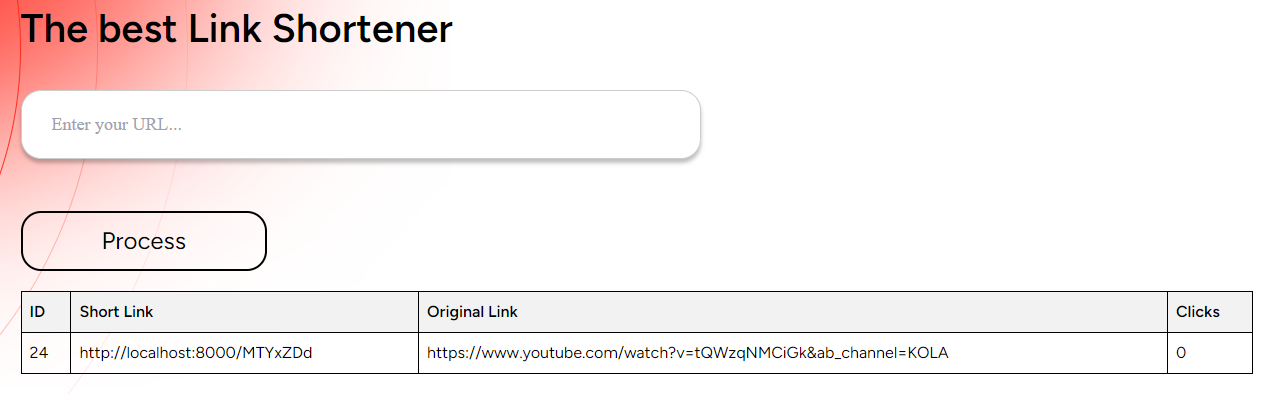 The best Link Shortener
Enter your URL...
Process
ID Short Link Original Link Clicks
24 http://localhost:8000/MTYxZDd https://www.youtube.com/watch?v=tQWzqNMCiGk&ab_channel=KOLA 0